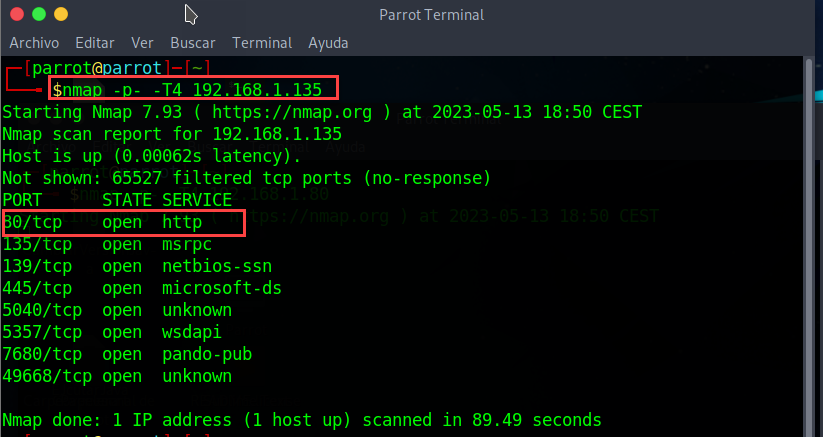 Parrot Terminal
Archivo Editar Ver Buscar Terminal Ayuda
┌─[parrot@parrot]─[~]
└──╼ $nmap -p- -T4 192.168.1.135
Starting Nmap 7.93 ( https://nmap.org ) at 2023-05-13 18:50 CEST
Nmap scan report for 192.168.1.135
Host is up (0.00062s latency).
Not shown: 65527 filtered tcp ports (no-response)
PORT      STATE SERVICE
80/tcp    open  http
135/tcp   open  msrpc
139/tcp   open  netbios-ssn
445/tcp   open  microsoft-ds
5040/tcp  open  unknown
5357/tcp  open  wsdapi
7680/tcp  open  pando-pub
49668/tcp open  unknown
Nmap done: 1 IP address (1 host up) scanned in 89.49 seconds